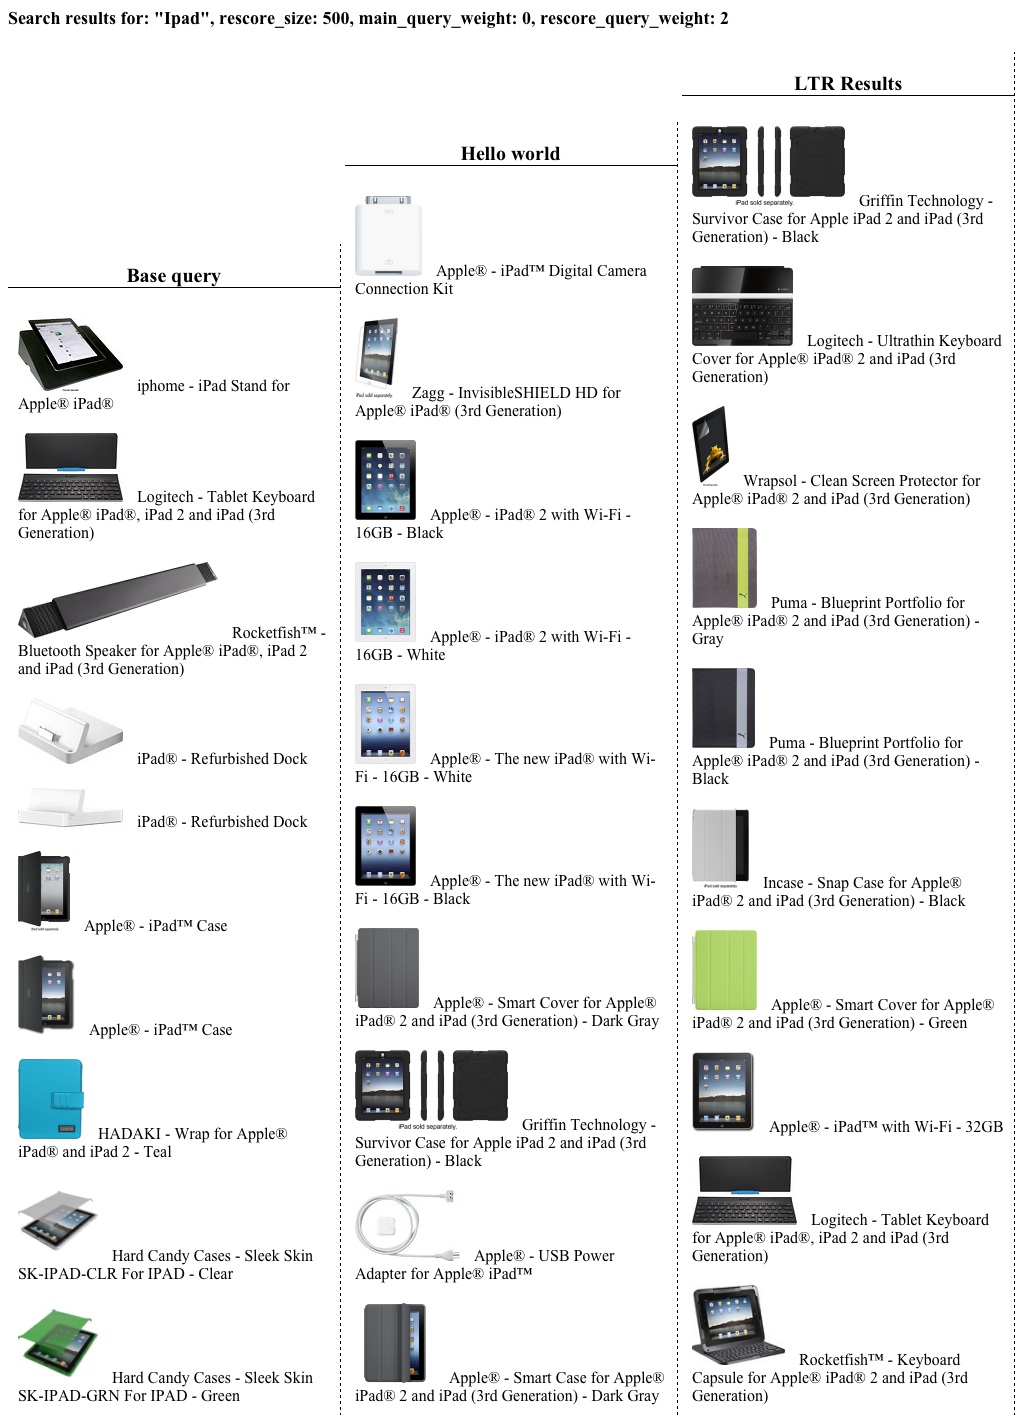 Search results for: "Ipad", rescore_size: 500, main_query_weight: 0, rescore_query_weight: 2
Base query
iphome - iPad Stand for
Apple® iPad®
Logitech - Tablet Keyboard
for Apple® iPad®, iPad 2 and iPad (3rd
Generation)
Rocketfish™ -
Bluetooth Speaker for Apple® iPad®, iPad 2
and iPad (3rd Generation)
iPad® - Refurbished Dock
iPad® - Refurbished Dock
iPad sold separately
Apple® - iPad™ Case
Apple® - iPad™ Case
HADAKI - Wrap for Apple®
iPad® and iPad 2 - Teal
Hard Candy Cases - Sleek Skin
SK-IPAD-CLR For IPAD - Clear
Hard Candy Cases - Sleek Skin
SK-IPAD-GRN For IPAD - Green
Hello world
Apple® - iPad™ Digital Camera
Connection Kit
iPad sold separately
Zagg - InvisibleSHIELD HD for
Apple® iPad® (3rd Generation)
Apple® - iPad® 2 with Wi-Fi -
16GB - Black
Apple® - iPad® 2 with Wi-Fi -
16GB - White
Apple® - The new iPad® with Wi-
Fi - 16GB - White
Apple® - The new iPad® with Wi-
Fi - 16GB - Black
Apple® - Smart Cover for Apple®
iPad® 2 and iPad (3rd Generation) - Dark Gray
iPad sold separately.
Griffin Technology -
Survivor Case for Apple iPad 2 and iPad (3rd
Generation) - Black
Apple® - USB Power
Adapter for Apple® iPad™
Apple® - Smart Case for Apple®
iPad® 2 and iPad (3rd Generation) - Dark Gray
LTR Results
iPad sold separately.
Griffin Technology -
Survivor Case for Apple iPad 2 and iPad (3rd
Generation) - Black
Logitech - Ultrathin Keyboard
Cover for Apple® iPad® 2 and iPad (3rd
Generation)
Wrapsol - Clean Screen Protector for
Apple® iPad® 2 and iPad (3rd Generation)
Puma - Blueprint Portfolio for
Apple® iPad® 2 and iPad (3rd Generation) -
Gray
Puma - Blueprint Portfolio for
Apple® iPad® 2 and iPad (3rd Generation) -
Black
iPad sold separately
Incase - Snap Case for Apple®
iPad® 2 and iPad (3rd Generation) - Black
Apple® - Smart Cover for Apple®
iPad® 2 and iPad (3rd Generation) - Green
Apple® - iPad™ with Wi-Fi - 32GB
Logitech - Tablet Keyboard
for Apple® iPad®, iPad 2 and iPad (3rd
Generation)
Rocketfish™ - Keyboard
Capsule for Apple® iPad® 2 and iPad (3rd
Generation)